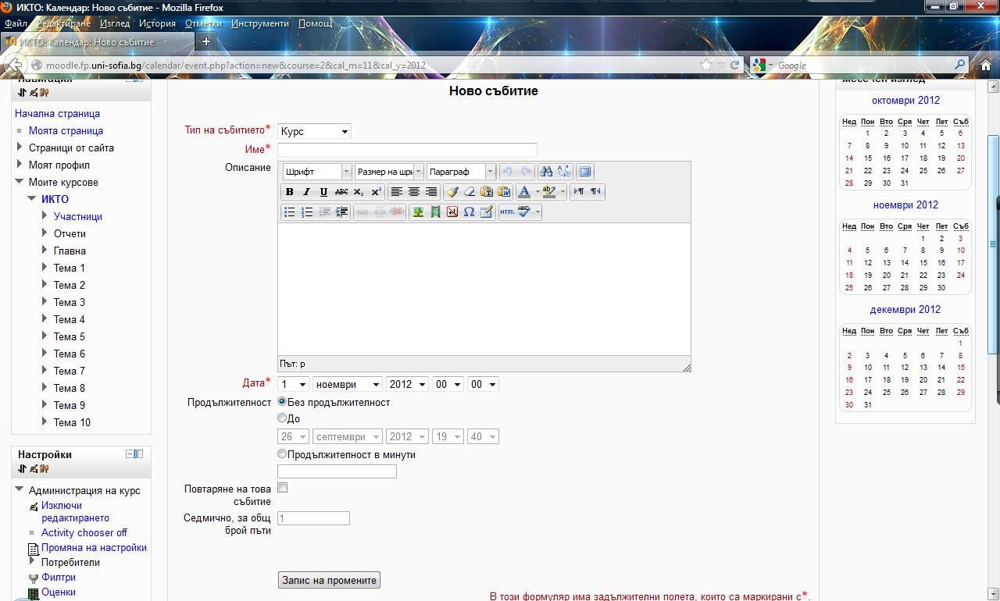 ИКТО: Календар: Ново събитие - Mozilla Firefox
Файл Редактиране Изглед История Отметки Инструменти Помощ
ИКТО: Календар: Ново събитие
moodle.fp.uni-sofia.bg/calendar/event.php?action=new&course=2&cal_m=11&cal_y=2012
Google
Навигация
Начална страница
Моята страница
Страници от сайта
Моят профил
Моите курсове
ИКТО
Участници
Отчети
Главна
Тема 1
Тема 2
Тема 3
Тема 4
Тема 5
Тема 6
Тема 7
Тема 8
Тема 9
Тема 10
Настройки
Администрация на курс
Изключи
редактирането
Activity chooser off
Промяна на настройки
Потребители
Филтри
Оценки
Ново събитие
Тип на събитието* Курс
Име*
Описание
Шрифт Размер на шри Параграф
B I U ABC X₂ X²
HTML ABC
Път: p
Дата* 1 ноември 2012 00 00
Продължителност Без продължителност
До
26 септември 2012 19 40
Продължителност в минути
Повтаряне на това
събитие
Седмично, за общ 1
брой пъти
Запис на промените
В този формуляр има задължителни полета, които са маркирани с*.
Месечен изглед
октомври 2012
Нед Пон Вто Сря Чет Пет Съб
1 2 3 4 5 6
7 8 9 10 11 12 13
14 15 16 17 18 19 20
21 22 23 24 25 26 27
28 29 30 31
ноември 2012
Нед Пон Вто Сря Чет Пет Съб
1 2 3
4 5 6 7 8 9 10
11 12 13 14 15 16 17
18 19 20 21 22 23 24
25 26 27 28 29 30
декември 2012
Нед Пон Вто Сря Чет Пет Съб
1
2 3 4 5 6 7 8
9 10 11 12 13 14 15
16 17 18 19 20 21 22
23 24 25 26 27 28 29
30 31